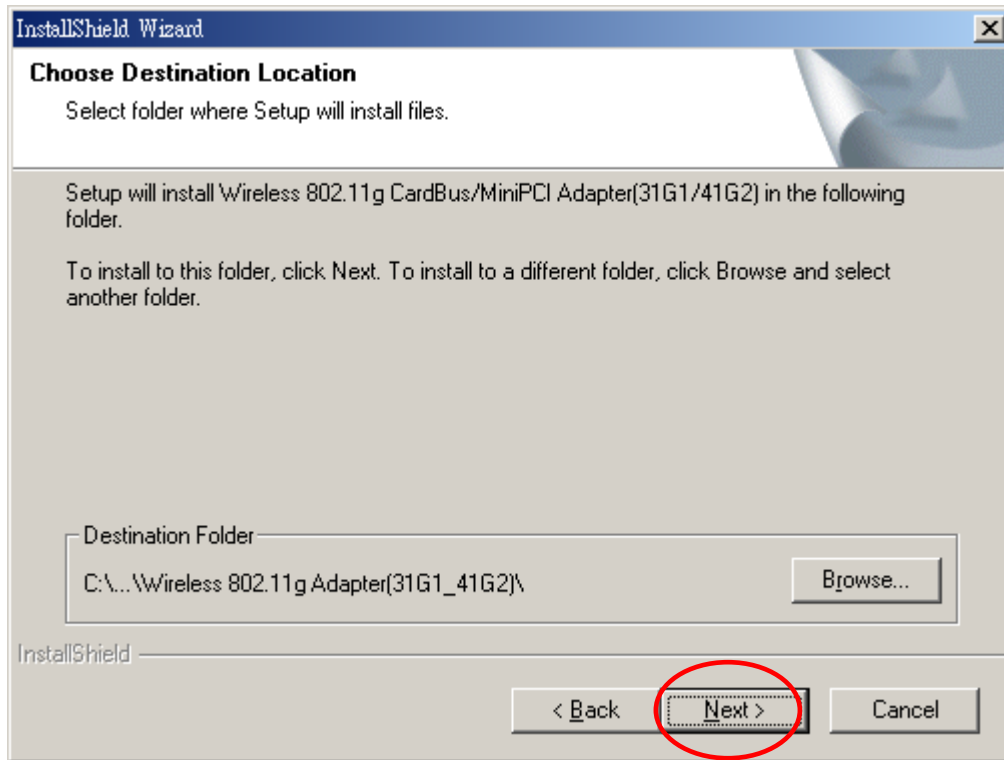 InstallShield Wizard
Choose Destination Location
Select folder where Setup will install files.
Setup will install Wireless 802.11g CardBus/MiniPCI Adapter(31G1/41G2) in the following
folder.
To install to this folder, click Next. To install to a different folder, click Browse and select
another folder.
Destination Folder
C:\...\Wireless 802.11g Adapter(31G1_41G2)\
Browse...
InstallShield
< Back
Next >
Cancel